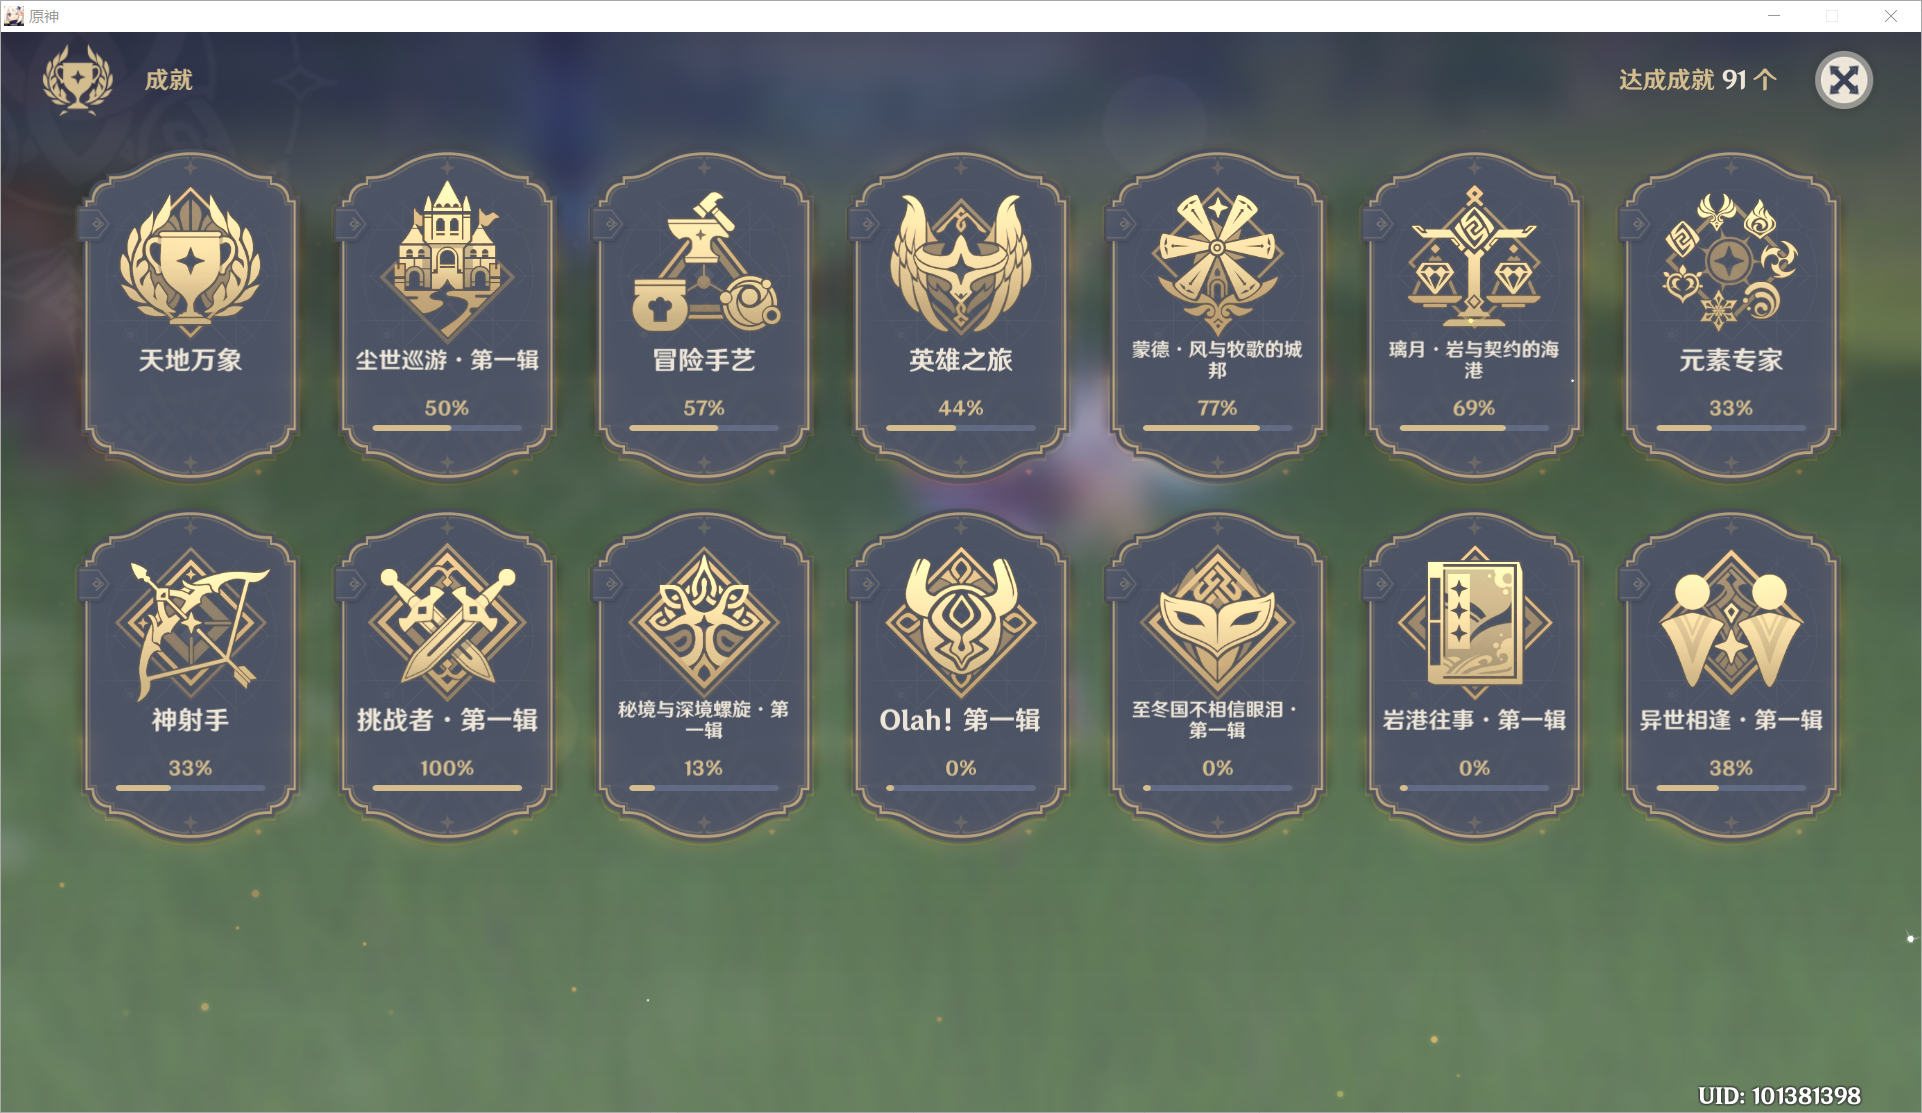 原神
成就
达成成就 91 个
天地万象
尘世巡游·第一辑
50%
冒险手艺
57%
英雄之旅
44%
蒙德·风与牧歌的城
邦
77%
璃月·岩与契约的海
港
69%
元素专家
33%
神射手
33%
挑战者·第一辑
100%
秘境与深境螺旋·第
一辑
13%
Olah！第一辑
0%
至冬国不相信眼泪·
第一辑
0%
岩港往事·第一辑
0%
异世相逢·第一辑
38%
UID: 101381398